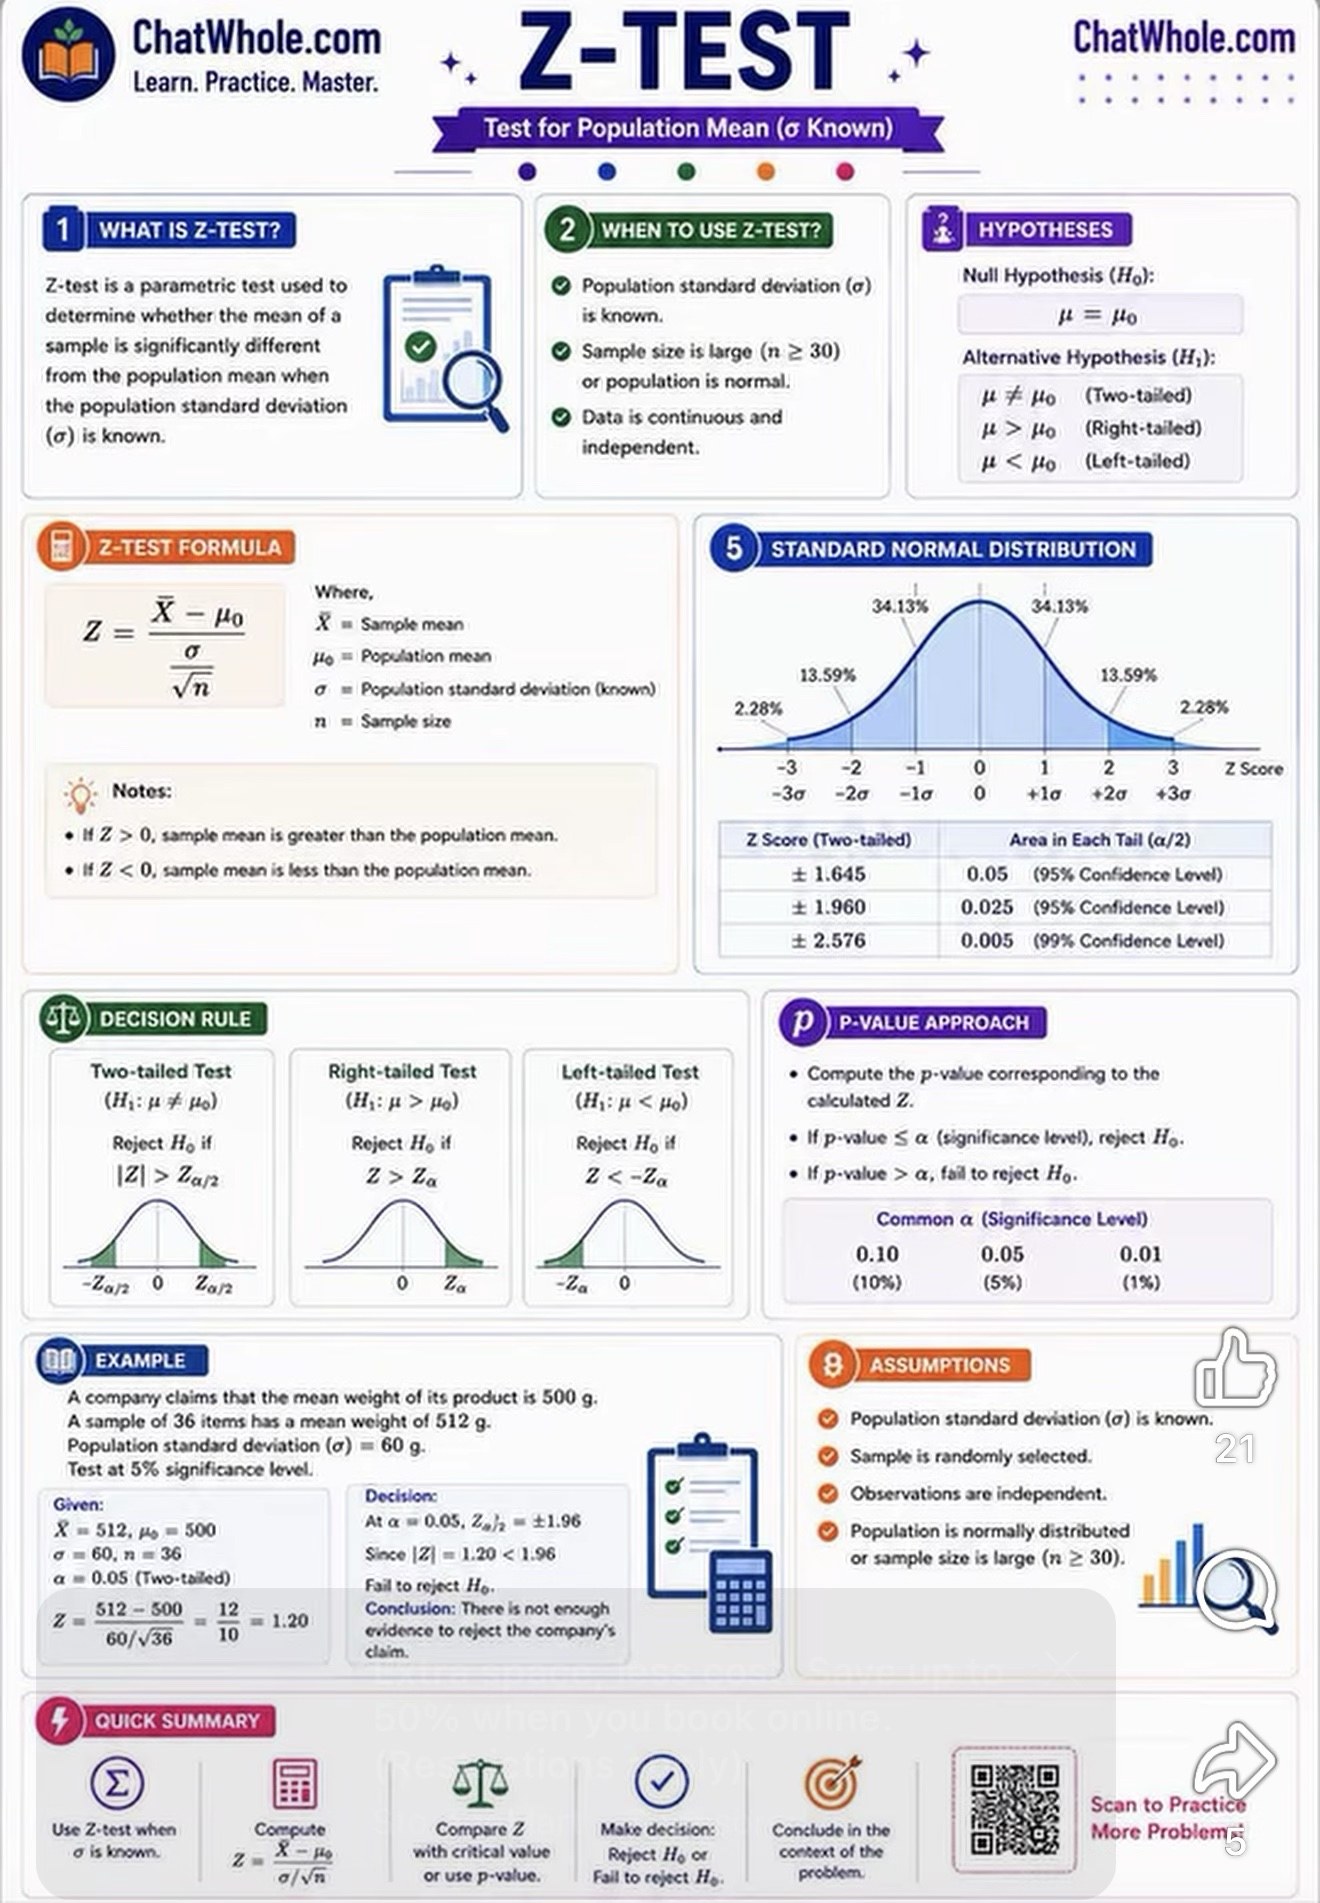 ChatWhole.com
Learn. Practice. Master.
Z-TEST
Test for Population Mean (σ Known)
ChatWhole.com
1 WHAT IS Z-TEST?
Z-test is a parametric test used to
determine whether the mean of a
sample is significantly different
from the population mean when
the population standard deviation
(σ) is known.
2 WHEN TO USE Z-TEST?
Population standard deviation (σ)
is known.
Sample size is large (n ≥ 30)
or population is normal.
Data is continuous and
independent.
? HYPOTHESES
Null Hypothesis (H₀):
μ = μ₀
Alternative Hypothesis (H₁):
μ ≠ μ₀ (Two-tailed)
μ > μ₀ (Right-tailed)
μ < μ₀ (Left-tailed)
Z-TEST FORMULA
Z = (X̄ − μ₀) / (σ/√n)
Where,
X̄ = Sample mean
μ₀ = Population mean
σ = Population standard deviation (known)
n = Sample size
Notes:
• If Z > 0, sample mean is greater than the population mean.
• If Z < 0, sample mean is less than the population mean.
5 STANDARD NORMAL DISTRIBUTION
34.13% 34.13%
13.59% 13.59%
2.28% 2.28%
−3 −2 −1 0 1 2 3 Z Score
−3σ −2σ −1σ 0 +1σ +2σ +3σ
Z Score (Two-tailed) Area in Each Tail (α/2)
± 1.645 0.05 (95% Confidence Level)
± 1.960 0.025 (95% Confidence Level)
± 2.576 0.005 (99% Confidence Level)
DECISION RULE
Two-tailed Test
(H₁: μ ≠ μ₀)
Reject H₀ if
|Z| > Z_α/2
−Z_α/2 0 Z_α/2
Right-tailed Test
(H₁: μ > μ₀)
Reject H₀ if
Z > Z_α
0 Z_α
Left-tailed Test
(H₁: μ < μ₀)
Reject H₀ if
Z < −Z_α
−Z_α 0
p P-VALUE APPROACH
• Compute the p-value corresponding to the
calculated Z.
• If p-value ≤ α (significance level), reject H₀.
• If p-value > α, fail to reject H₀.
Common α (Significance Level)
0.10 0.05 0.01
(10%) (5%) (1%)
EXAMPLE
A company claims that the mean weight of its product is 500 g.
A sample of 36 items has a mean weight of 512 g.
Population standard deviation (σ) = 60 g.
Test at 5% significance level.
Given:
X̄ = 512, μ₀ = 500
σ = 60, n = 36
α = 0.05 (Two-tailed)
Z = (512 − 500) / (60/√36) = 12/10 = 1.20
Decision:
At α = 0.05, Z_α/2 = ±1.96
Since |Z| = 1.20 < 1.96
Fail to reject H₀.
Conclusion: There is not enough
evidence to reject the company's
claim.
8 ASSUMPTIONS
Population standard deviation (σ) is known.
Sample is randomly selected.
Observations are independent.
Population is normally distributed
or sample size is large (n ≥ 30).
21
Extra space, less cost. Save up to
50% when you book online.
QUICK SUMMARY
Σ
Use Z-test when
σ is known.
Compute
Z = (X̄ − μ₀) / (σ/√n)
Compare Z
with critical value
or use p-value.
Make decision:
Reject H₀ or
Fail to reject H₀.
Conclude in the
context of the
problem.
Scan to Practice
More Problems!
5